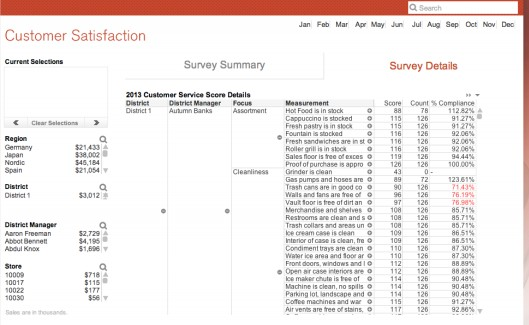 Search
Jan Feb Mar Apr May Jun Jul Aug Sep Oct Nov Dec
Customer Satisfaction
Current Selections
Clear Selections
Region
Germany $21,433
Japan $38,002
Nordic $45,184
Spain $21,054
District
District 1 $3,012
District Manager
Aaron Freeman $2,729
Abbot Bennett $4,195
Abdul Knox $1,696
Store
10009 $718
10017 $115
10022 $177
10030 $56
Sales are in thousands.
Survey Summary
Survey Details
2013 Customer Service Score Details
District District Manager Focus Measurement Score Count % Compliance
District 1 Autumn Banks Assortment Hot Food is in stock 88 78 112.82%
Cappuccino is stocked 115 126 91.27%
Fresh pastry is in stock 115 126 91.27%
Fountain is stocked 116 126 92.06%
Fresh sandwiches are in st 116 126 92.06%
Roller grill is in stock 116 126 92.06%
Sales floor is free of exces 119 126 94.44%
Proof of purchase is appro 126 126 100.00%
Cleanliness Grinder is clean 43 0 -
Gas pumps and hoses are 89 72 123.61%
Trash cans are in good co 90 126 71.43%
Walls and fans are free of 96 126 76.19%
Vault floor is free of dirt an 97 126 76.98%
Merchandise and shelves 108 126 85.71%
Restrooms are clean and s 108 126 85.71%
Trash collars and areas un 108 126 85.71%
Ice cream case is clean 109 126 86.51%
Interior of case is clean, fre 109 126 86.51%
Condiment trays are clean 110 126 87.30%
Water ice area and floor ar 110 126 87.30%
Front doors, windows and l 112 126 88.89%
Open air case interiors are 112 126 88.89%
Ice maker chute is free of 114 126 90.48%
Machine is clean, no spills 114 126 90.48%
Parking lot, landscape and 114 126 90.48%
Coffee machines and war 115 126 91.27%
Air vents are free of stains, 117 126 92.86%